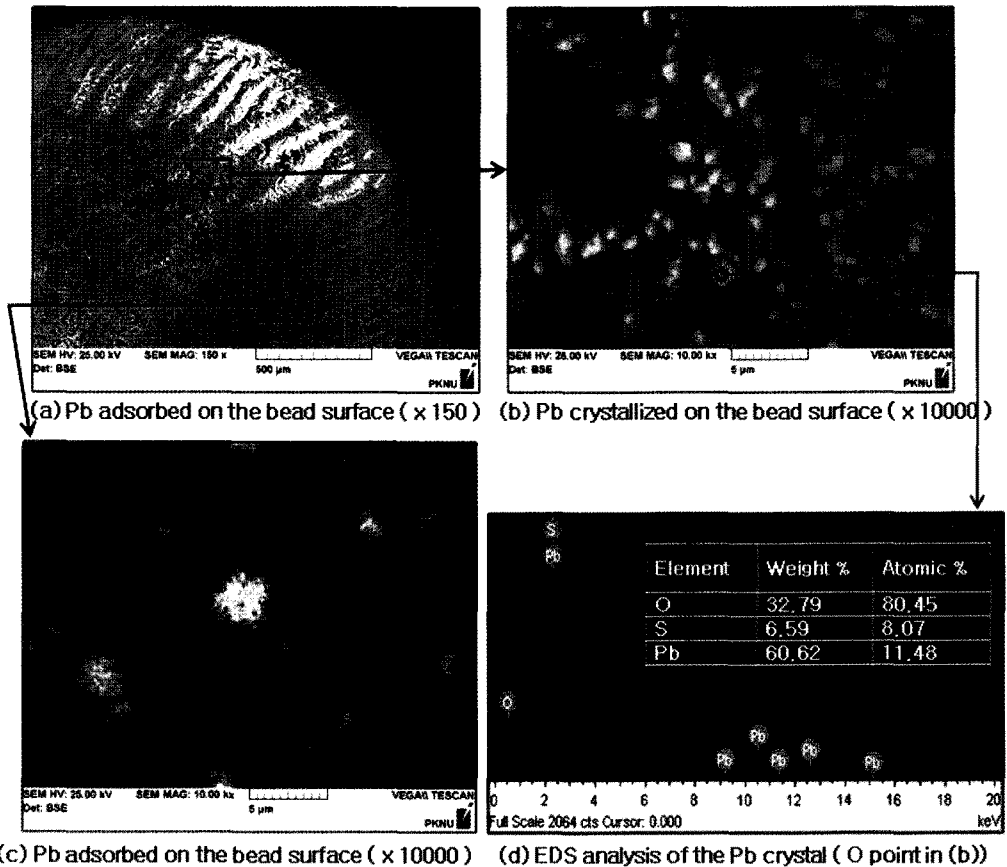 SEM HV: 25.00 kV SEM MAG: 150 x VEGA\\ TESCAN
Det: BSE 500 µm
PKNU
(a) Pb adsorbed on the bead surface ( x 150 )
SEM HV: 25.00 kV SEM MAG: 10.00 kx VEGA\\ TESCAN
Det: BSE 5 µm
PKNU
(b) Pb crystallized on the bead surface ( x 10000)
SEM HV: 25.00 kV SEM MAG: 10.00 kx VEGA\\ TESCAN
Det: BSE 5 µm
PKNU
(c) Pb adsorbed on the bead surface ( x 10000 )
S
Pb
Element Weight % Atomic %
O 32.79 80.45
S 6.59 8.07
Pb 60.62 11.48
O
Pb Pb Pb Pb Pb
0 2 4 6 8 10 12 14 16 18 20
Full Scale 2064 cts Cursor: 0.000 keV
(d) EDS analysis of the Pb crystal ( O point in (b))